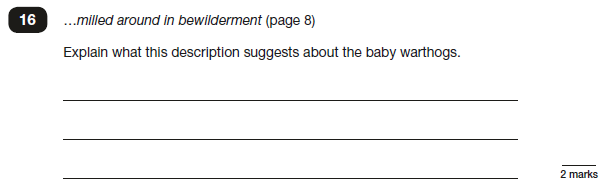 16 ...milled around in bewilderment (page 8)
Explain what this description suggests about the baby warthogs.
2 marks